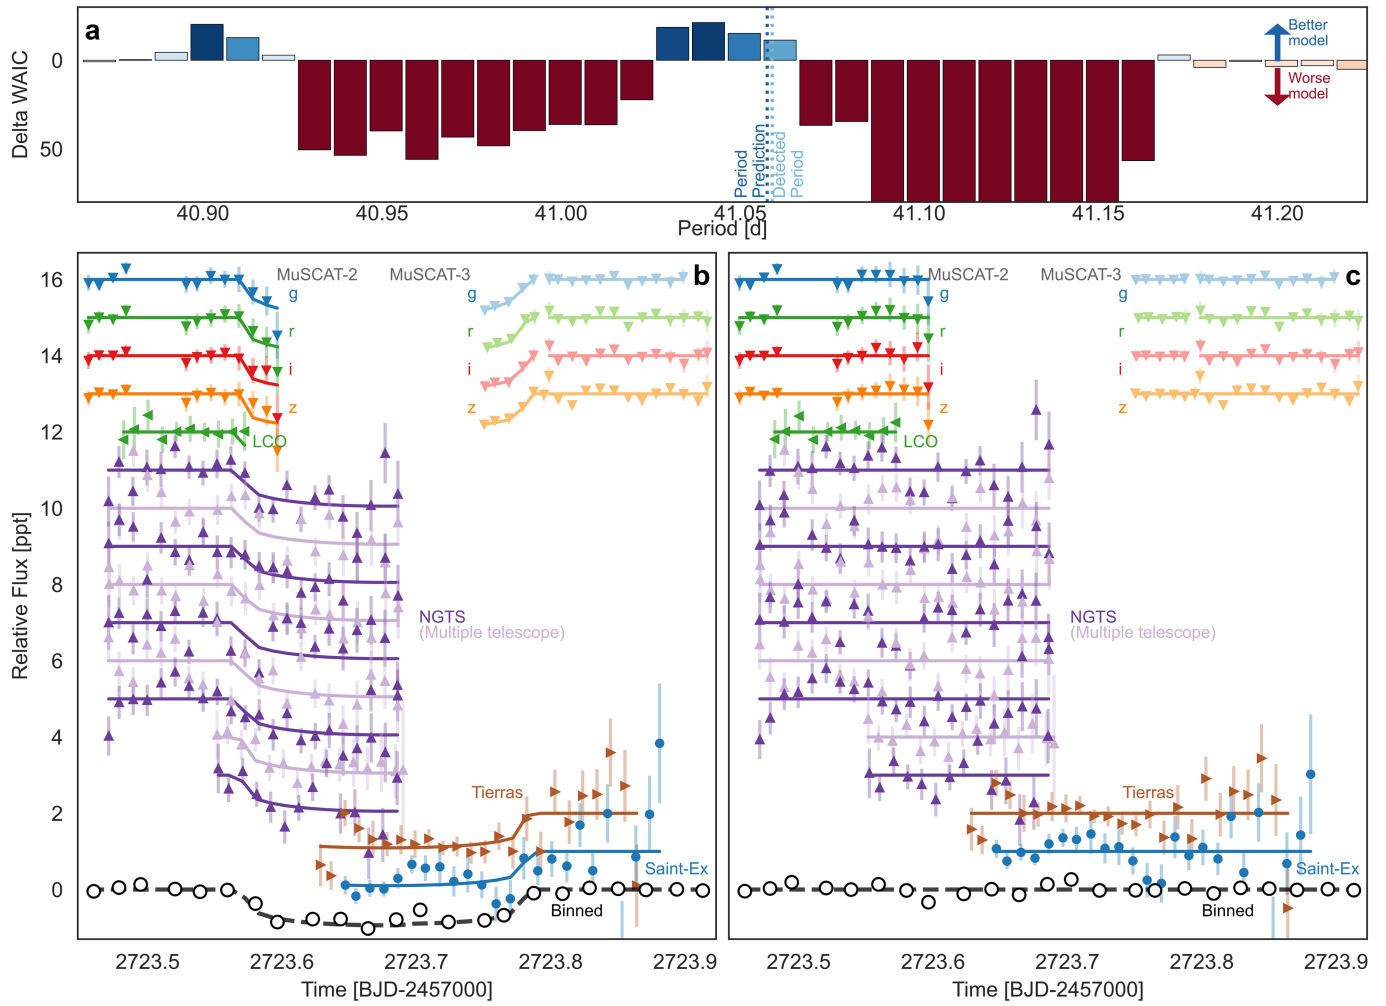 a
Delta WAIC
0
50
Better
model
Worse
model
Period
Prediction
Detected
Period
40.90
40.95
41.00
41.05
41.10
41.15
41.20
Period [d]
b
MuSCAT-2
MuSCAT-3
g
g
r
r
i
i
z
z
LCO
NGTS
(Multiple telescope)
Tierras
Saint-Ex
Binned
Relative Flux [ppt]
16
14
12
10
8
6
4
2
0
2723.5
2723.6
2723.7
2723.8
2723.9
Time [BJD-2457000]
c
MuSCAT-2
MuSCAT-3
g
g
r
r
i
i
z
z
LCO
NGTS
(Multiple telescope)
Tierras
Saint-Ex
Binned
2723.5
2723.6
2723.7
2723.8
2723.9
Time [BJD-2457000]